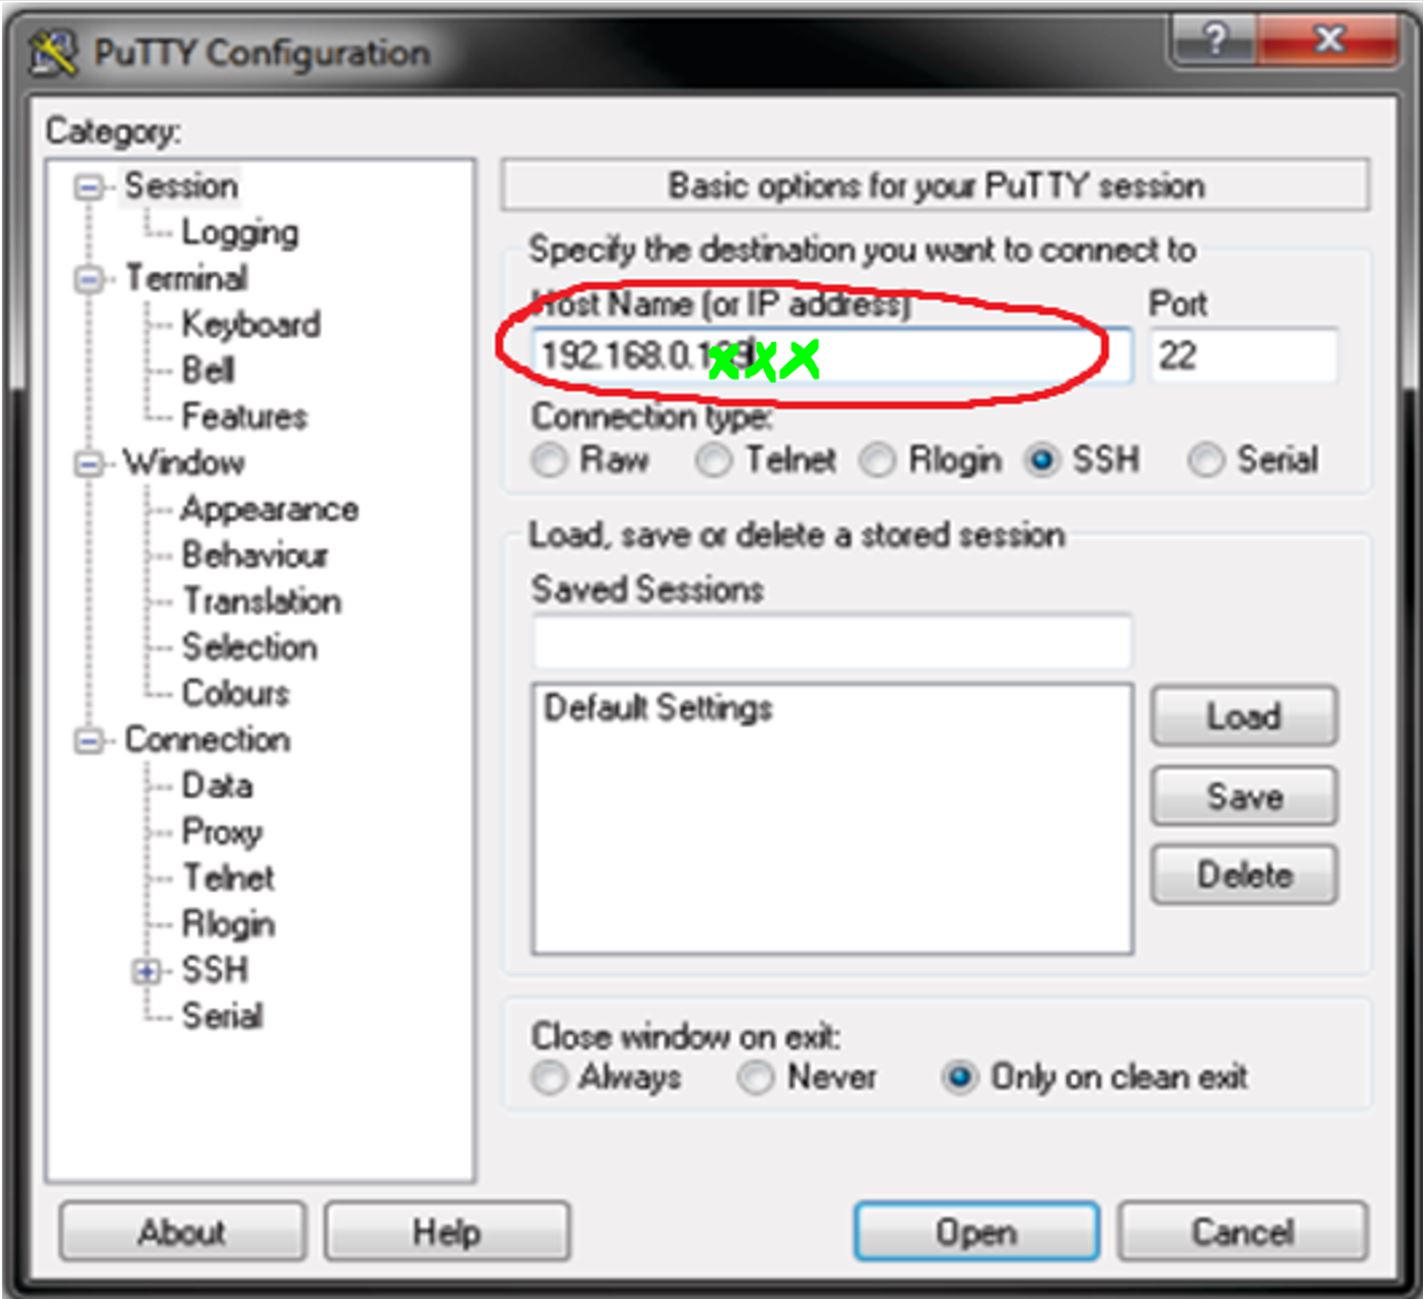 PuTTY Configuration
?
X
Category:
Session
Logging
Terminal
Keyboard
Bell
Features
Window
Appearance
Behaviour
Translation
Selection
Colours
Connection
Data
Proxy
Telnet
Rlogin
SSH
Serial
Basic options for your PuTTY session
Specify the destination you want to connect to
Host Name (or IP address)
Port
192.168.0.
xxx
22
Connection type:
Raw
Telnet
Rlogin
SSH
Serial
Load, save or delete a stored session
Saved Sessions
Default Settings
Load
Save
Delete
Close window on exit:
Always
Never
Only on clean exit
About
Help
Open
Cancel